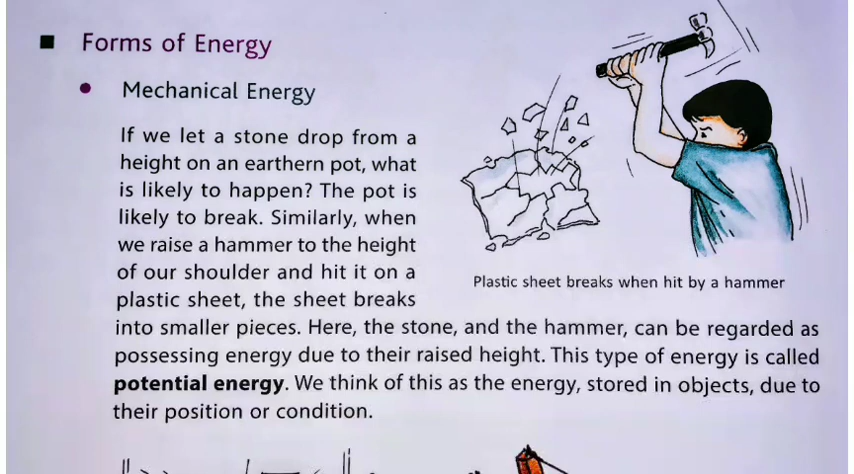 Forms of Energy
Mechanical Energy
If we let a stone drop from a
height on an earthern pot, what
is likely to happen? The pot is
likely to break. Similarly, when
we raise a hammer to the height
of our shoulder and hit it on a
plastic sheet, the sheet breaks
Plastic sheet breaks when hit by a hammer
into smaller pieces. Here, the stone, and the hammer, can be regarded as
possessing energy due to their raised height. This type of energy is called
potential energy. We think of this as the energy, stored in objects, due to
their position or condition.